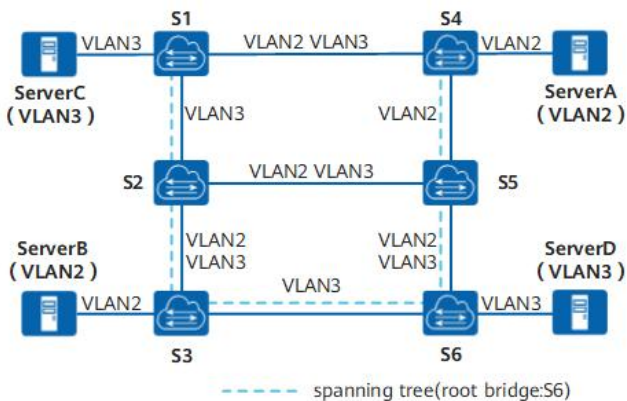 S1
S4
VLAN3
VLAN2 VLAN3
VLAN2
ServerC
( VLAN3 )
ServerA
( VLAN2 )
VLAN3
VLAN2
S2
VLAN2 VLAN3
S5
ServerB
( VLAN2 )
VLAN2
VLAN3
VLAN2
VLAN3
ServerD
( VLAN3 )
VLAN2
VLAN3
VLAN3
S3
S6
spanning tree(root bridge:S6)